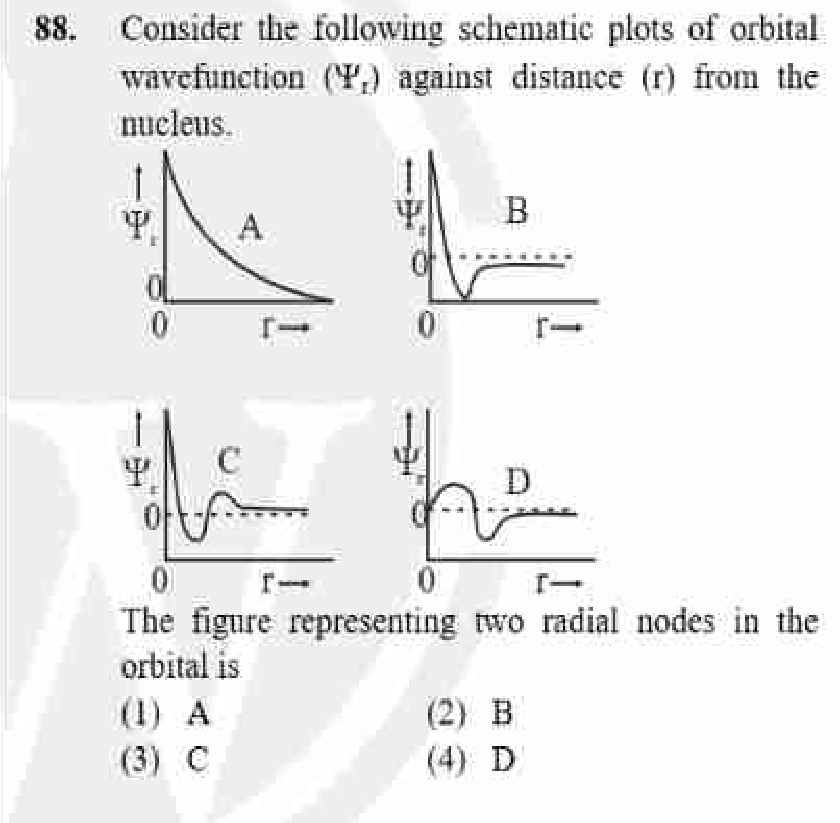 88. Consider the following schematic plots of orbital
wavefunction (Ψr) against distance (r) from the
nucleus.
↑ Ψr A 0 0 r→
↑ Ψr B 0 0 r→
↑ Ψr C 0 0 r→
↑ Ψr D 0 0 r→
The figure representing two radial nodes in the
orbital is
(1) A (2) B
(3) C (4) D